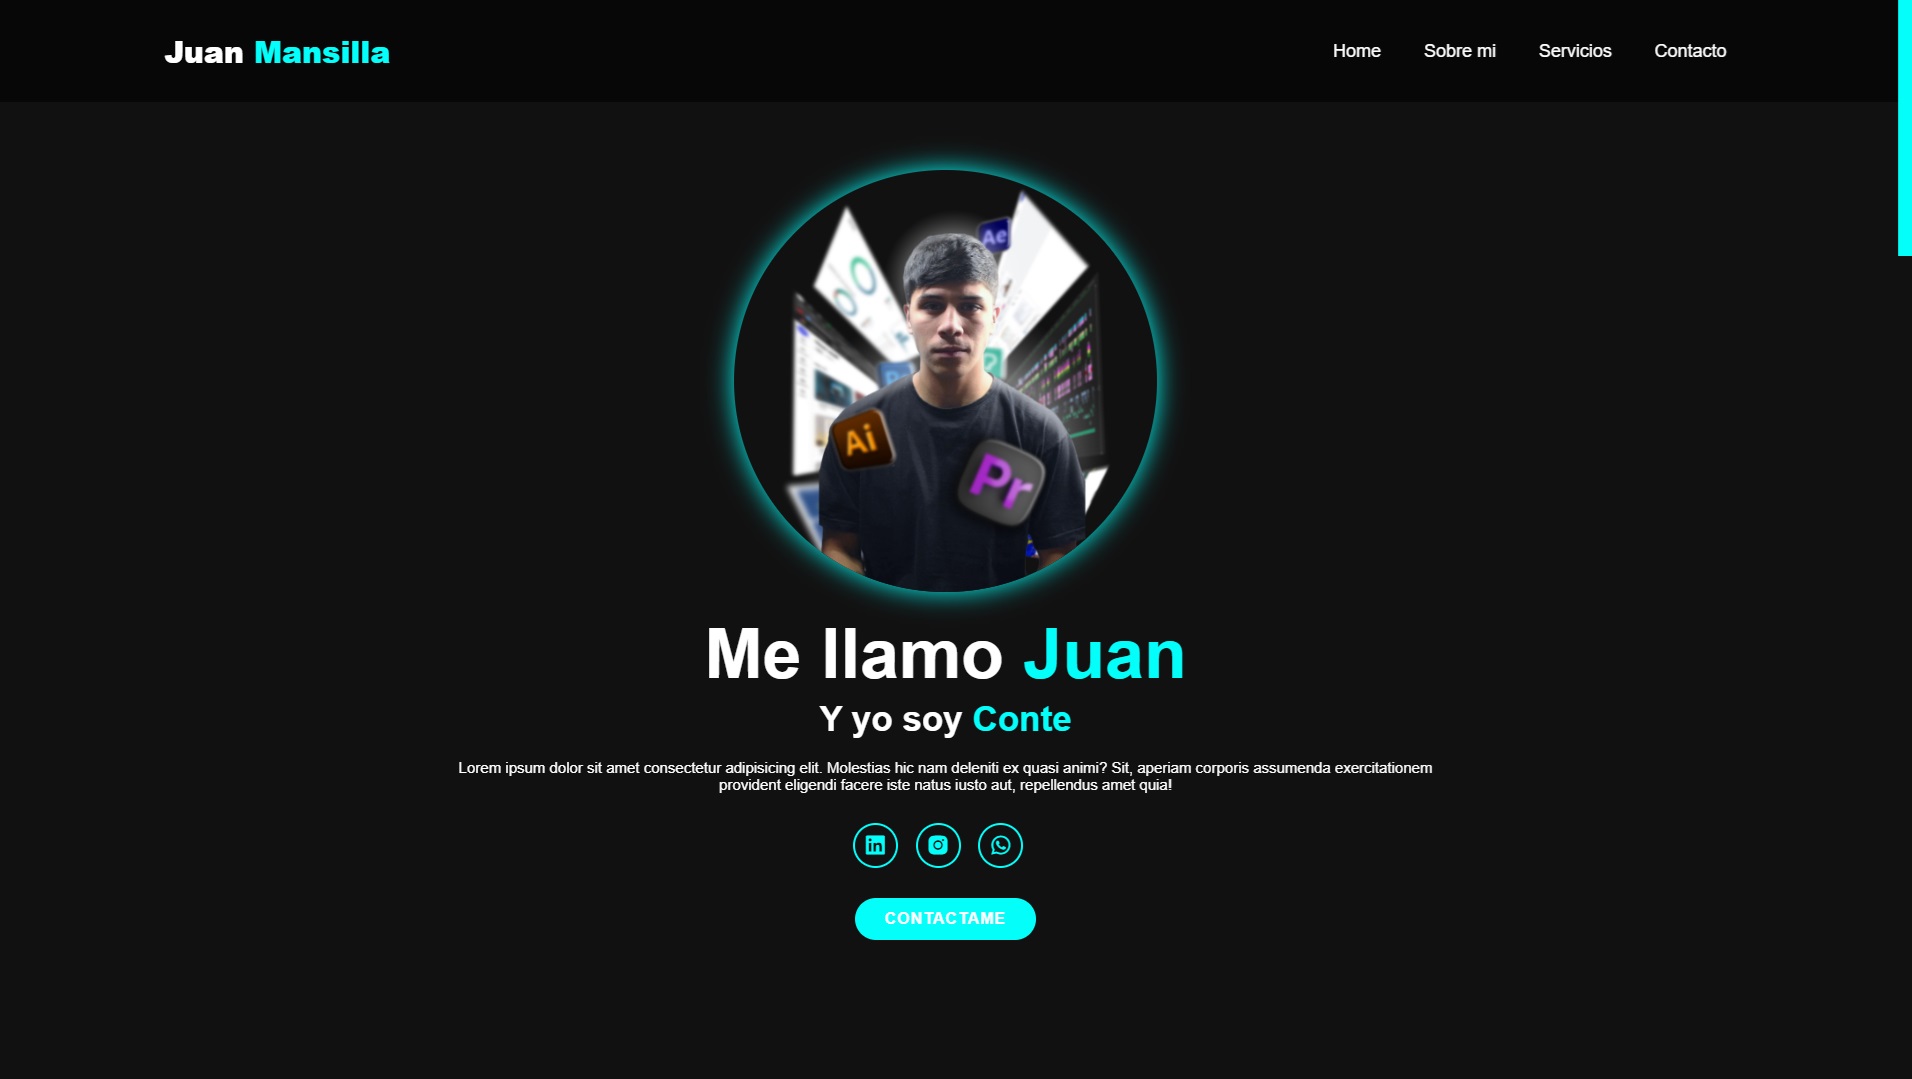 Juan Mansilla
Home Sobre mi Servicios Contacto
Ae
Ai
Pr
Me llamo Juan
Y yo soy Conte
Lorem ipsum dolor sit amet consectetur adipisicing elit. Molestias hic nam deleniti ex quasi animi? Sit, aperiam corporis assumenda exercitationem
provident eligendi facere iste natus iusto aut, repellendus amet quia!
in
CONTACTAME